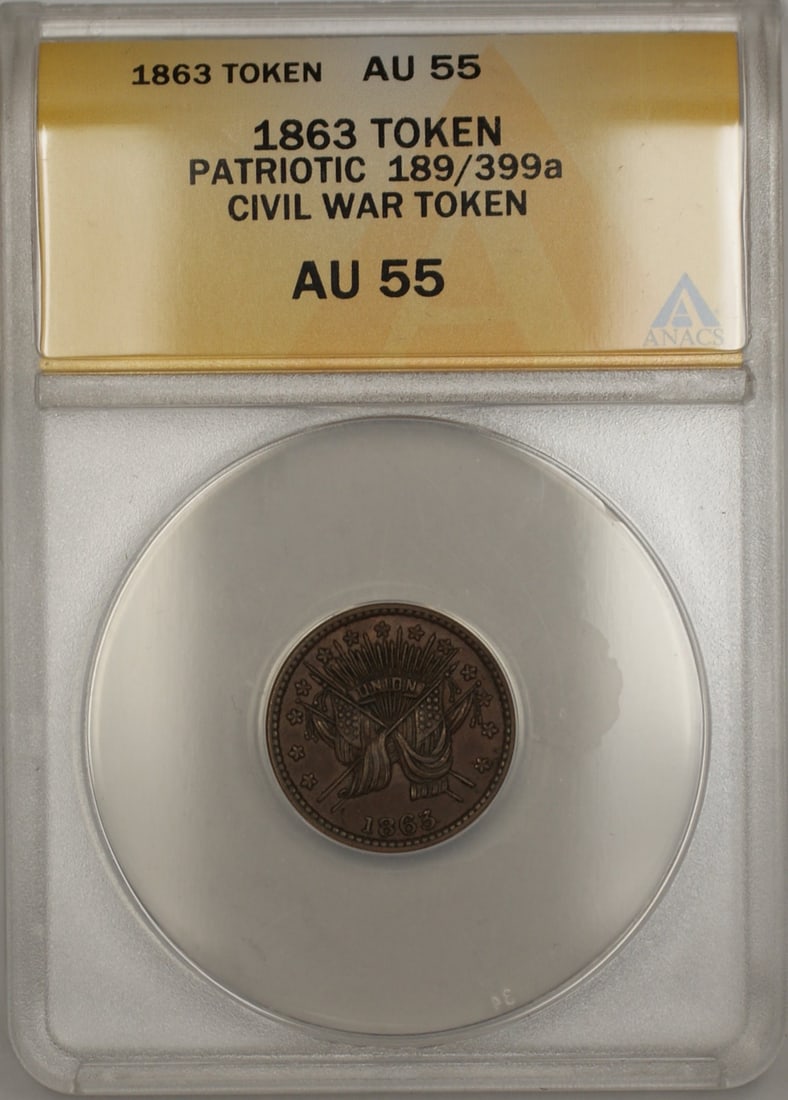 1863 TOKEN AU 55
1863 TOKEN
PATRIOTIC 189/399a
CIVIL WAR TOKEN
AU 55
ANACS
UNION
1863